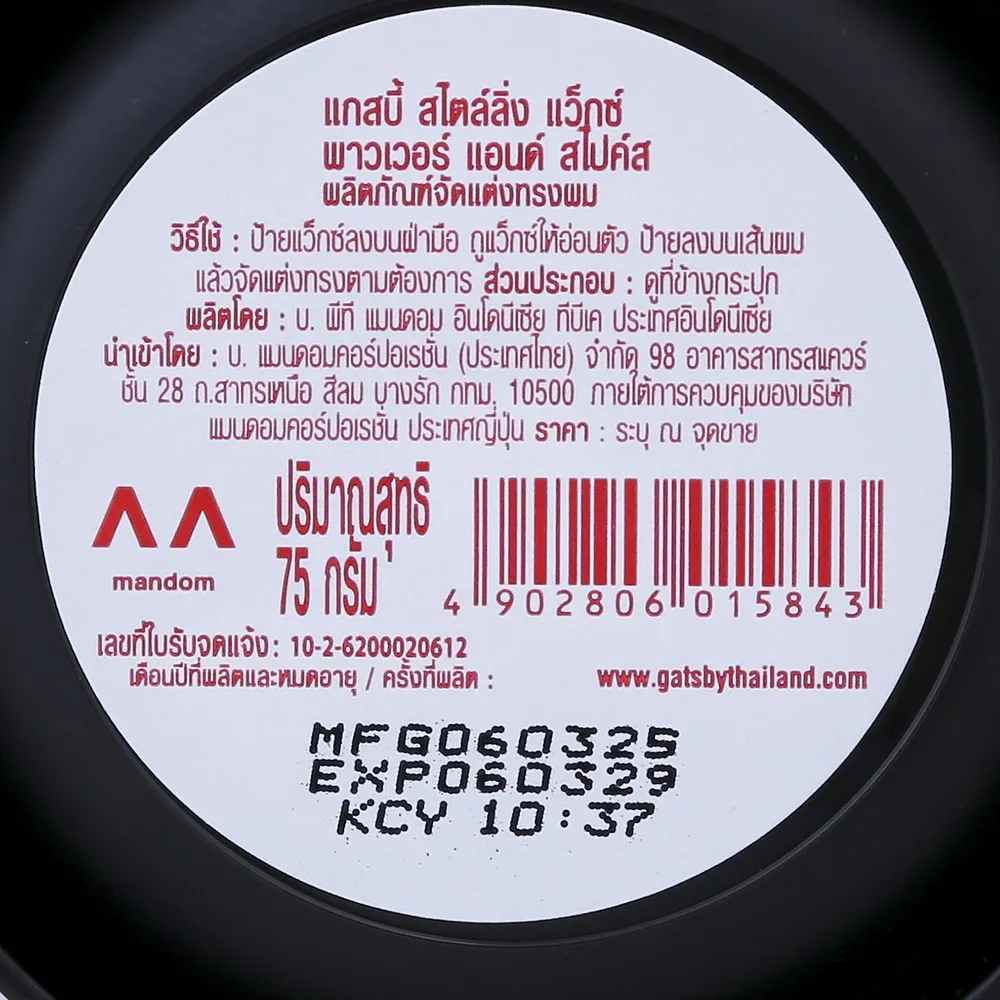 แกสบี้ สไตล์ลิ่ง แว็กซ์
พาวเวอร์ แอนด์ สไปค์ส
ผลิตภัณฑ์จัดแต่งทรงผม
วิธีใช้ : ป้ายแว็กซ์ลงบนฝ่ามือ ถูแว็กซ์ให้อ่อนตัว ป้ายลงบนเส้นผม
แล้วจัดแต่งทรงตามต้องการ ส่วนประกอบ : ดูที่ข้างกระปุก
ผลิตโดย : บ. พีที แมนดอม อินโดนีเซีย ทีบีเค ประเทศอินโดนีเซีย
นำเข้าโดย : บ. แมนดอมคอร์ปอเรชั่น (ประเทศไทย) จำกัด 98 อาคารสาทรสแควร์
ชั้น 28 ถ.สาทรเหนือ สีลม บางรัก กทม. 10500 ภายใต้การควบคุมของบริษัท
แมนดอมคอร์ปอเรชั่น ประเทศญี่ปุ่น ราคา : ระบุ ณ จุดขาย
mandom
ปริมาณสุทธิ
75 กรัม
4 902806 015843
เลขที่ใบรับจดแจ้ง : 10-2-6200020612
เดือนปีที่ผลิตและหมดอายุ / ครั้งที่ผลิต :
www.gatsbythailand.com
MFG060325
EXP060329
KCY 10:37